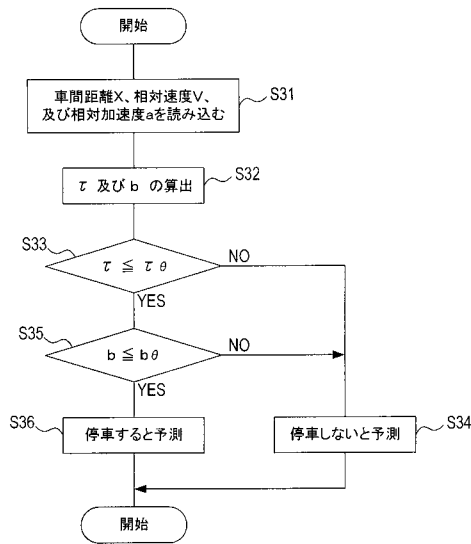 開始
車間距離X、相対速度V、
及び相対加速度aを読み込む
S31
τ 及び b の算出
S32
S33
τ ≦ τ θ
NO
YES
S35
b ≦ b θ
NO
YES
S36
停車すると予測
停車しないと予測
S34
開始